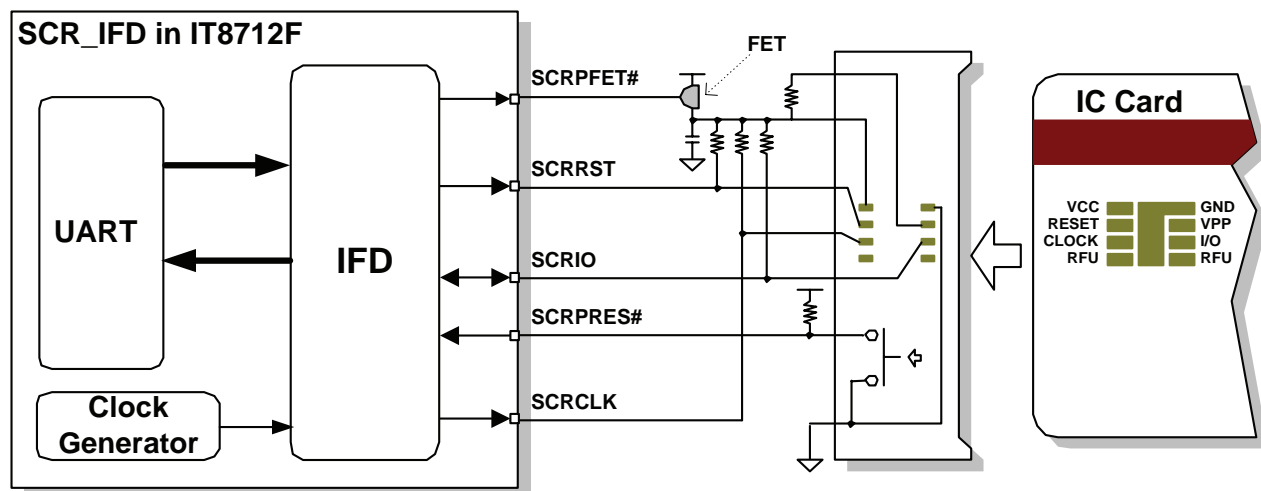 SCR_IFD in IT8712F
UART
IFD
Clock
Generator
SCRPFET#
SCRRST
SCRIO
SCRPRES#
SCRCLK
FET
IC Card
VCC
RESET
CLOCK
RFU
GND
VPP
I/O
RFU